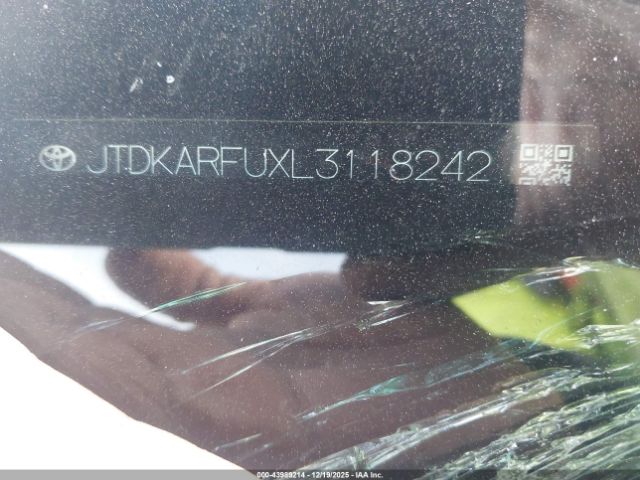 JTDKARFUXL3118242
000-43989214 - 12/19/2025 - IAA Inc.